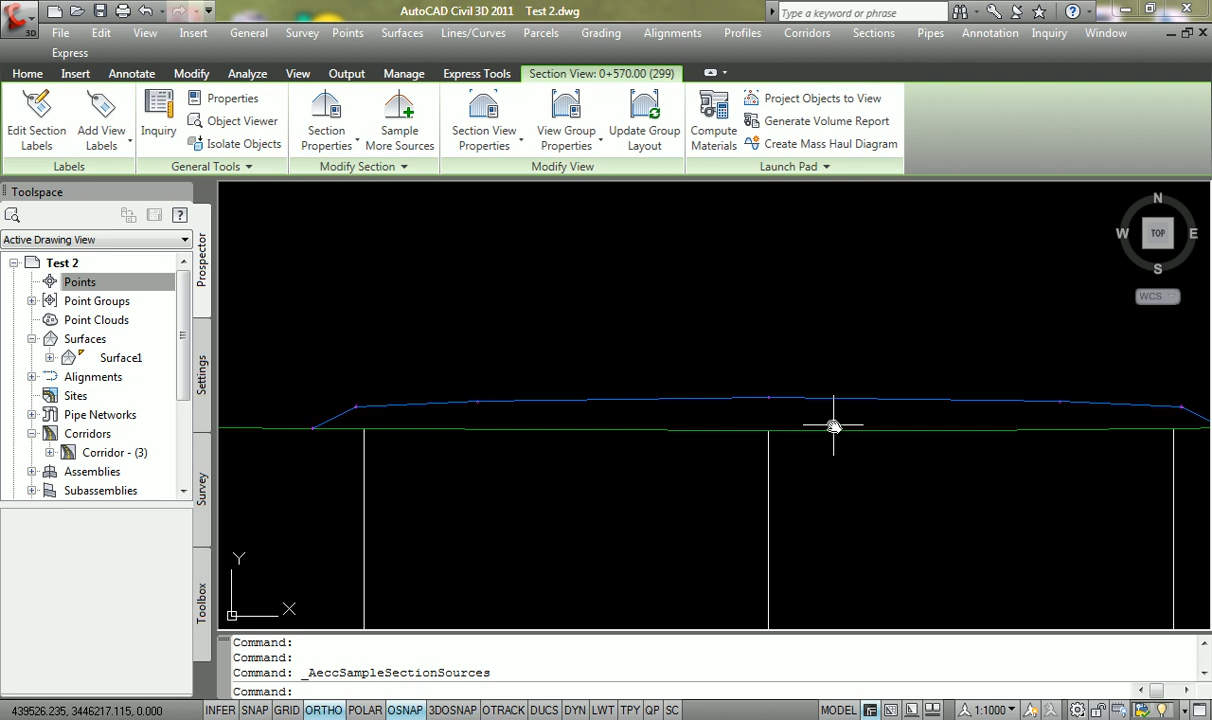 AutoCAD Civil 3D 2011 Test 2.dwg
Type a keyword or phrase
3D
File Edit View Insert General Survey Points Surfaces Lines/Curves Parcels Grading Alignments Profiles Corridors Sections Pipes Annotation Inquiry Window
Express
Home Insert Annotate Modify Analyze View Output Manage Express Tools Section View: 0+570.00 (299)
Edit Section Labels
Add View Labels
Labels
Inquiry
Properties
Object Viewer
Isolate Objects
General Tools
Section Properties
Sample More Sources
Modify Section
Section View Properties
View Group Properties
Update Group Layout
Modify View
Compute Materials
Project Objects to View
Generate Volume Report
Create Mass Haul Diagram
Launch Pad
Toolspace
?
Active Drawing View
Test 2
Points
Point Groups
Point Clouds
Surfaces
Surface1
Alignments
Sites
Pipe Networks
Corridors
Corridor - (3)
Assemblies
Subassemblies
Prospector
Settings
Survey
Toolbox
N
W TOP E
S
WCS
Y
X
Command:
Command:
Command: _AeccSampleSectionSources
Command:
439526.235, 3446217.115, 0.000 INFER SNAP GRID ORTHO POLAR OSNAP 3DOSNAP OTRACK DUCS DYN LWT TPY QP SC MODEL 1:1000